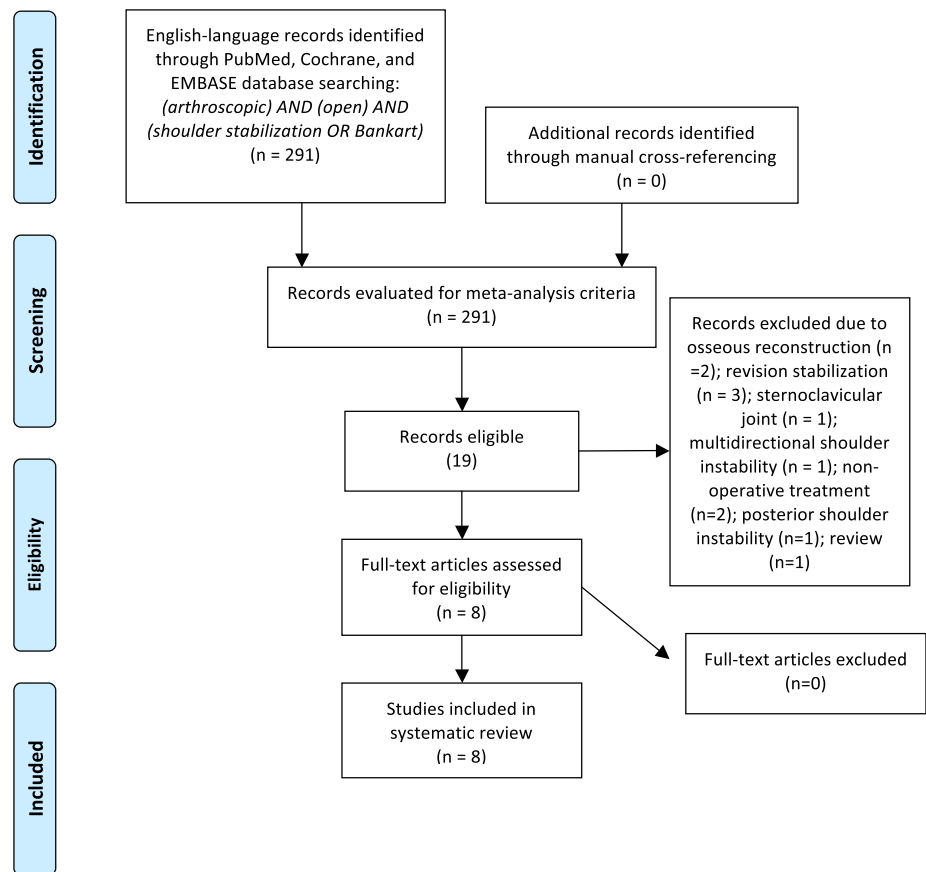 Identification
English-language records identified
through PubMed, Cochrane, and
EMBASE database searching:
(arthroscopic) AND (open) AND
(shoulder stabilization OR Bankart)
(n = 291)
Additional records identified
through manual cross-referencing
(n = 0)
Screening
Records evaluated for meta-analysis criteria
(n = 291)
Records excluded due to
osseous reconstruction (n
=2); revision stabilization
(n = 3); sternoclavicular
joint (n = 1);
multidirectional shoulder
instability (n = 1); non-
operative treatment
(n=2); posterior shoulder
instability (n=1); review
(n=1)
Records eligible
(19)
Eligibility
Full-text articles assessed
for eligibility
(n = 8)
Full-text articles excluded
(n=0)
Included
Studies included in
systematic review
(n = 8)